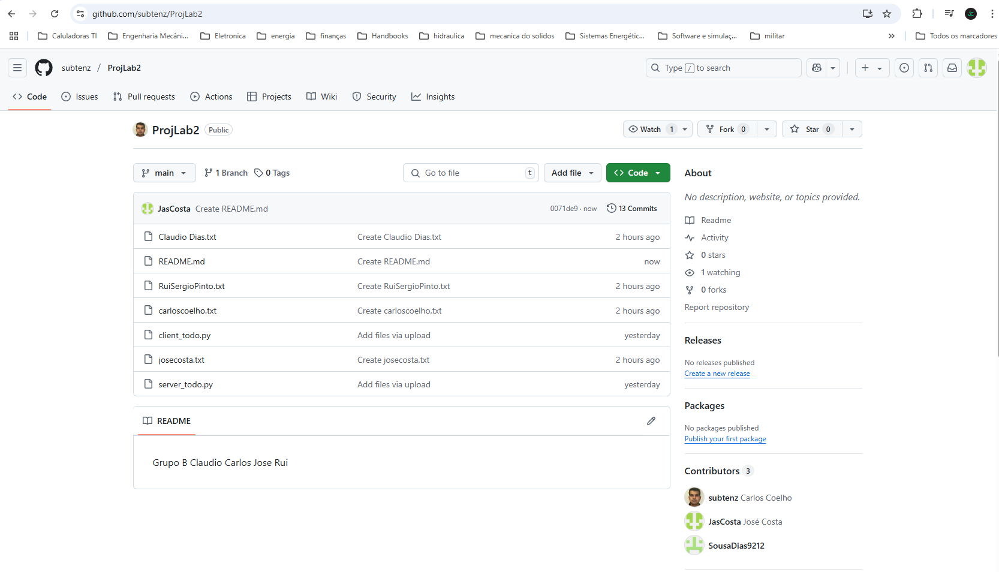 github.com/subtenz/ProjLab2
Caluladoras TI
Engenharia Mecâni...
Eletronica
energia
finanças
Handbooks
hidraulica
mecanica do solidos
Sistemas Energétic...
Software e simulaç...
militar
»
Todos os marcadores
subtenz / ProjLab2
Type / to search
Code
Issues
Pull requests
Actions
Projects
Wiki
Security
Insights
ProjLab2 Public
Watch 1
Fork 0
Star 0
main
1 Branch
0 Tags
Go to file t
Add file
Code
JasCosta Create README.md 0071de9 · now 13 Commits
Claudio Dias.txt Create Claudio Dias.txt 2 hours ago
README.md Create README.md now
RuiSergioPinto.txt Create RuiSergioPinto.txt 2 hours ago
carloscoelho.txt Create carloscoelho.txt 2 hours ago
client_todo.py Add files via upload yesterday
josecosta.txt Create josecosta.txt 2 hours ago
server_todo.py Add files via upload yesterday
README
Grupo B Claudio Carlos Jose Rui
About
No description, website, or topics provided.
Readme
Activity
0 stars
1 watching
0 forks
Report repository
Releases
No releases published
Create a new release
Packages
No packages published
Publish your first package
Contributors 3
subtenz Carlos Coelho
JasCosta José Costa
SousaDias9212